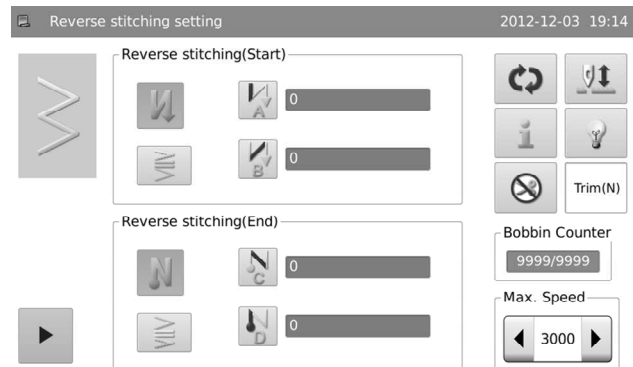 Reverse stitching setting 2012-12-03 19:14
Reverse stitching(Start)
A 0
B 0
Trim(N)
Reverse stitching(End)
C 0
D 0
Bobbin Counter
9999/9999
Max. Speed
3000